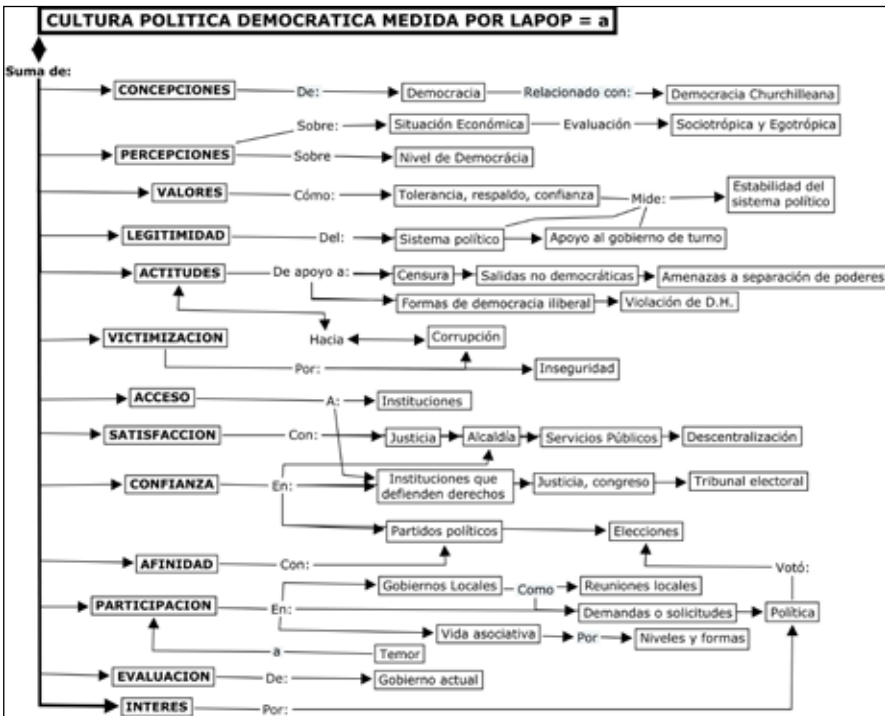 CULTURA POLITICA DEMOCRATICA MEDIDA POR LAPOP = a
Suma de:
CONCEPCIONES De: Democracia Relacionado con: Democracia Churchilleana
Sobre: Situación Económica Evaluación Sociotrópica y Egotrópica
PERCEPCIONES Sobre Nivel de Democrácia
VALORES Cómo: Tolerancia, respaldo, confianza Mide: Estabilidad del
sistema político
LEGITIMIDAD Del: Sistema político Apoyo al gobierno de turno
ACTITUDES De apoyo a: Censura Salidas no democráticas Amenazas a separación de poderes
Formas de democracia iliberal Violación de D.H.
VICTIMIZACION Hacia Corrupción
Por: Inseguridad
ACCESO A: Instituciones
SATISFACCION Con: Justicia Alcaldía Servicios Públicos Descentralización
CONFIANZA En: Instituciones que
defienden derechos Justicia, congreso Tribunal electoral
Partidos políticos Elecciones
AFINIDAD Con: Votó:
Gobiernos Locales Como Reuniones locales
PARTICIPACION En: Demandas o solicitudes Política
Vida asociativa Por Niveles y formas
a Temor
EVALUACION De: Gobierno actual
INTERES Por: